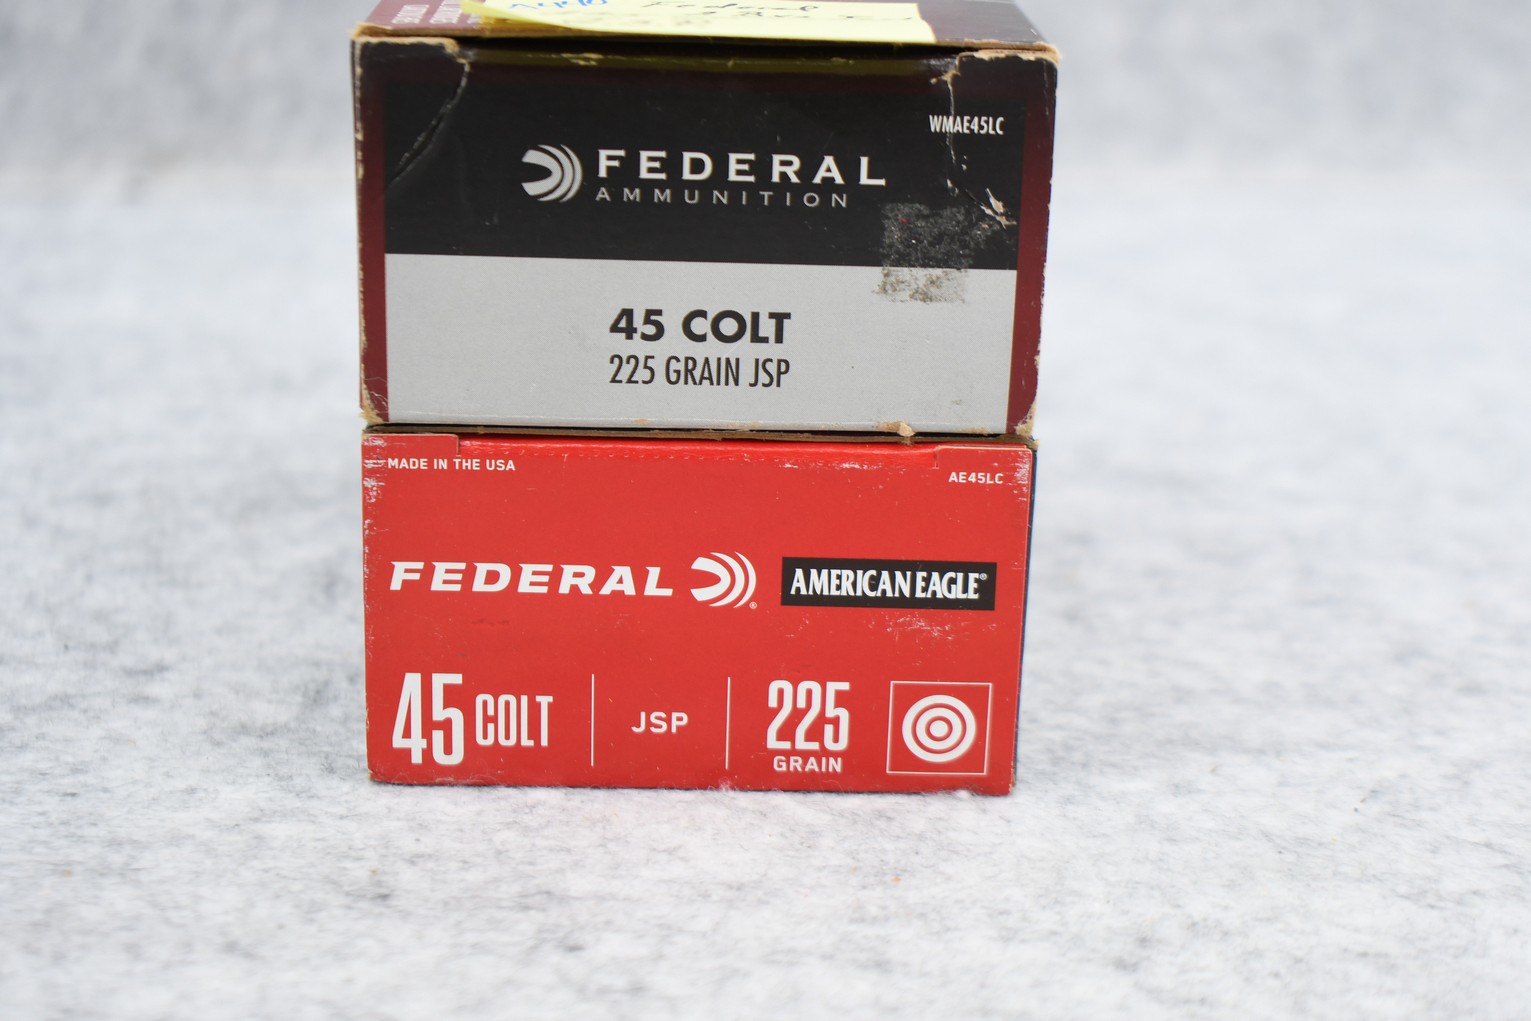 Federal
WMAE45LC
FEDERAL
AMMUNITION
45 COLT
225 GRAIN JSP
MADE IN THE USA
AE45LC
FEDERAL
AMERICAN EAGLE®
45 COLT
JSP
225
GRAIN